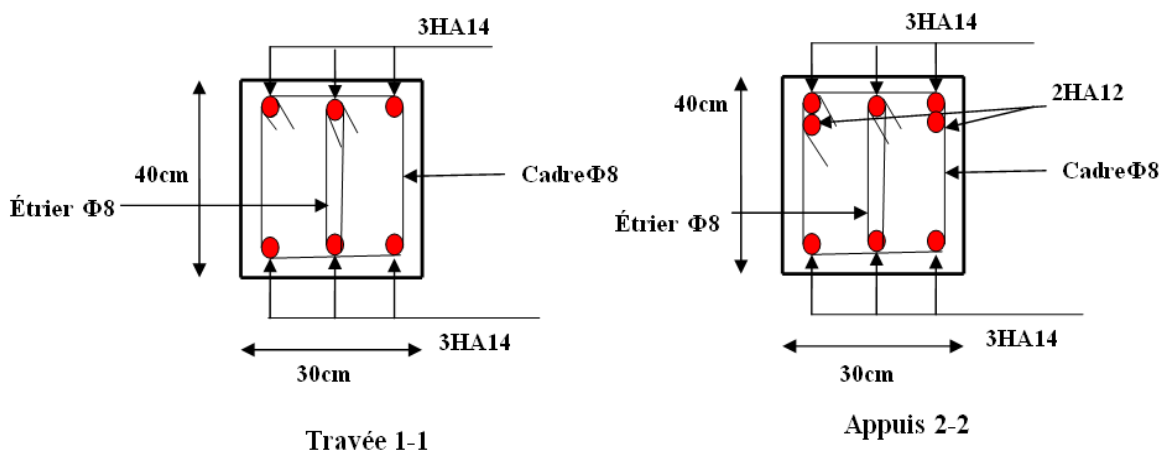 3HA14
40cm
Étrier Φ8
CadreΦ8
3HA14
30cm
Travée 1-1
3HA14
40cm
2HA12
CadreΦ8
Étrier Φ8
3HA14
30cm
Appuis 2-2